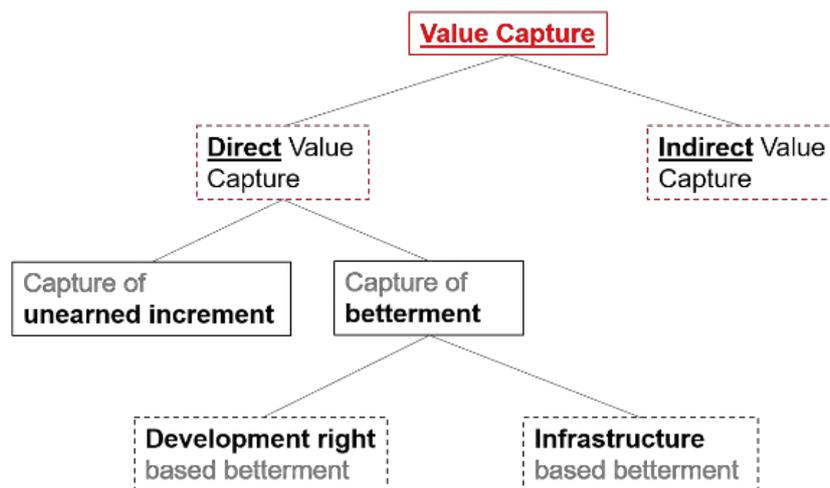 Value Capture
Direct Value
Capture
Indirect Value
Capture
Capture of
unearned increment
Capture of
betterment
Development right
based betterment
Infrastructure
based betterment